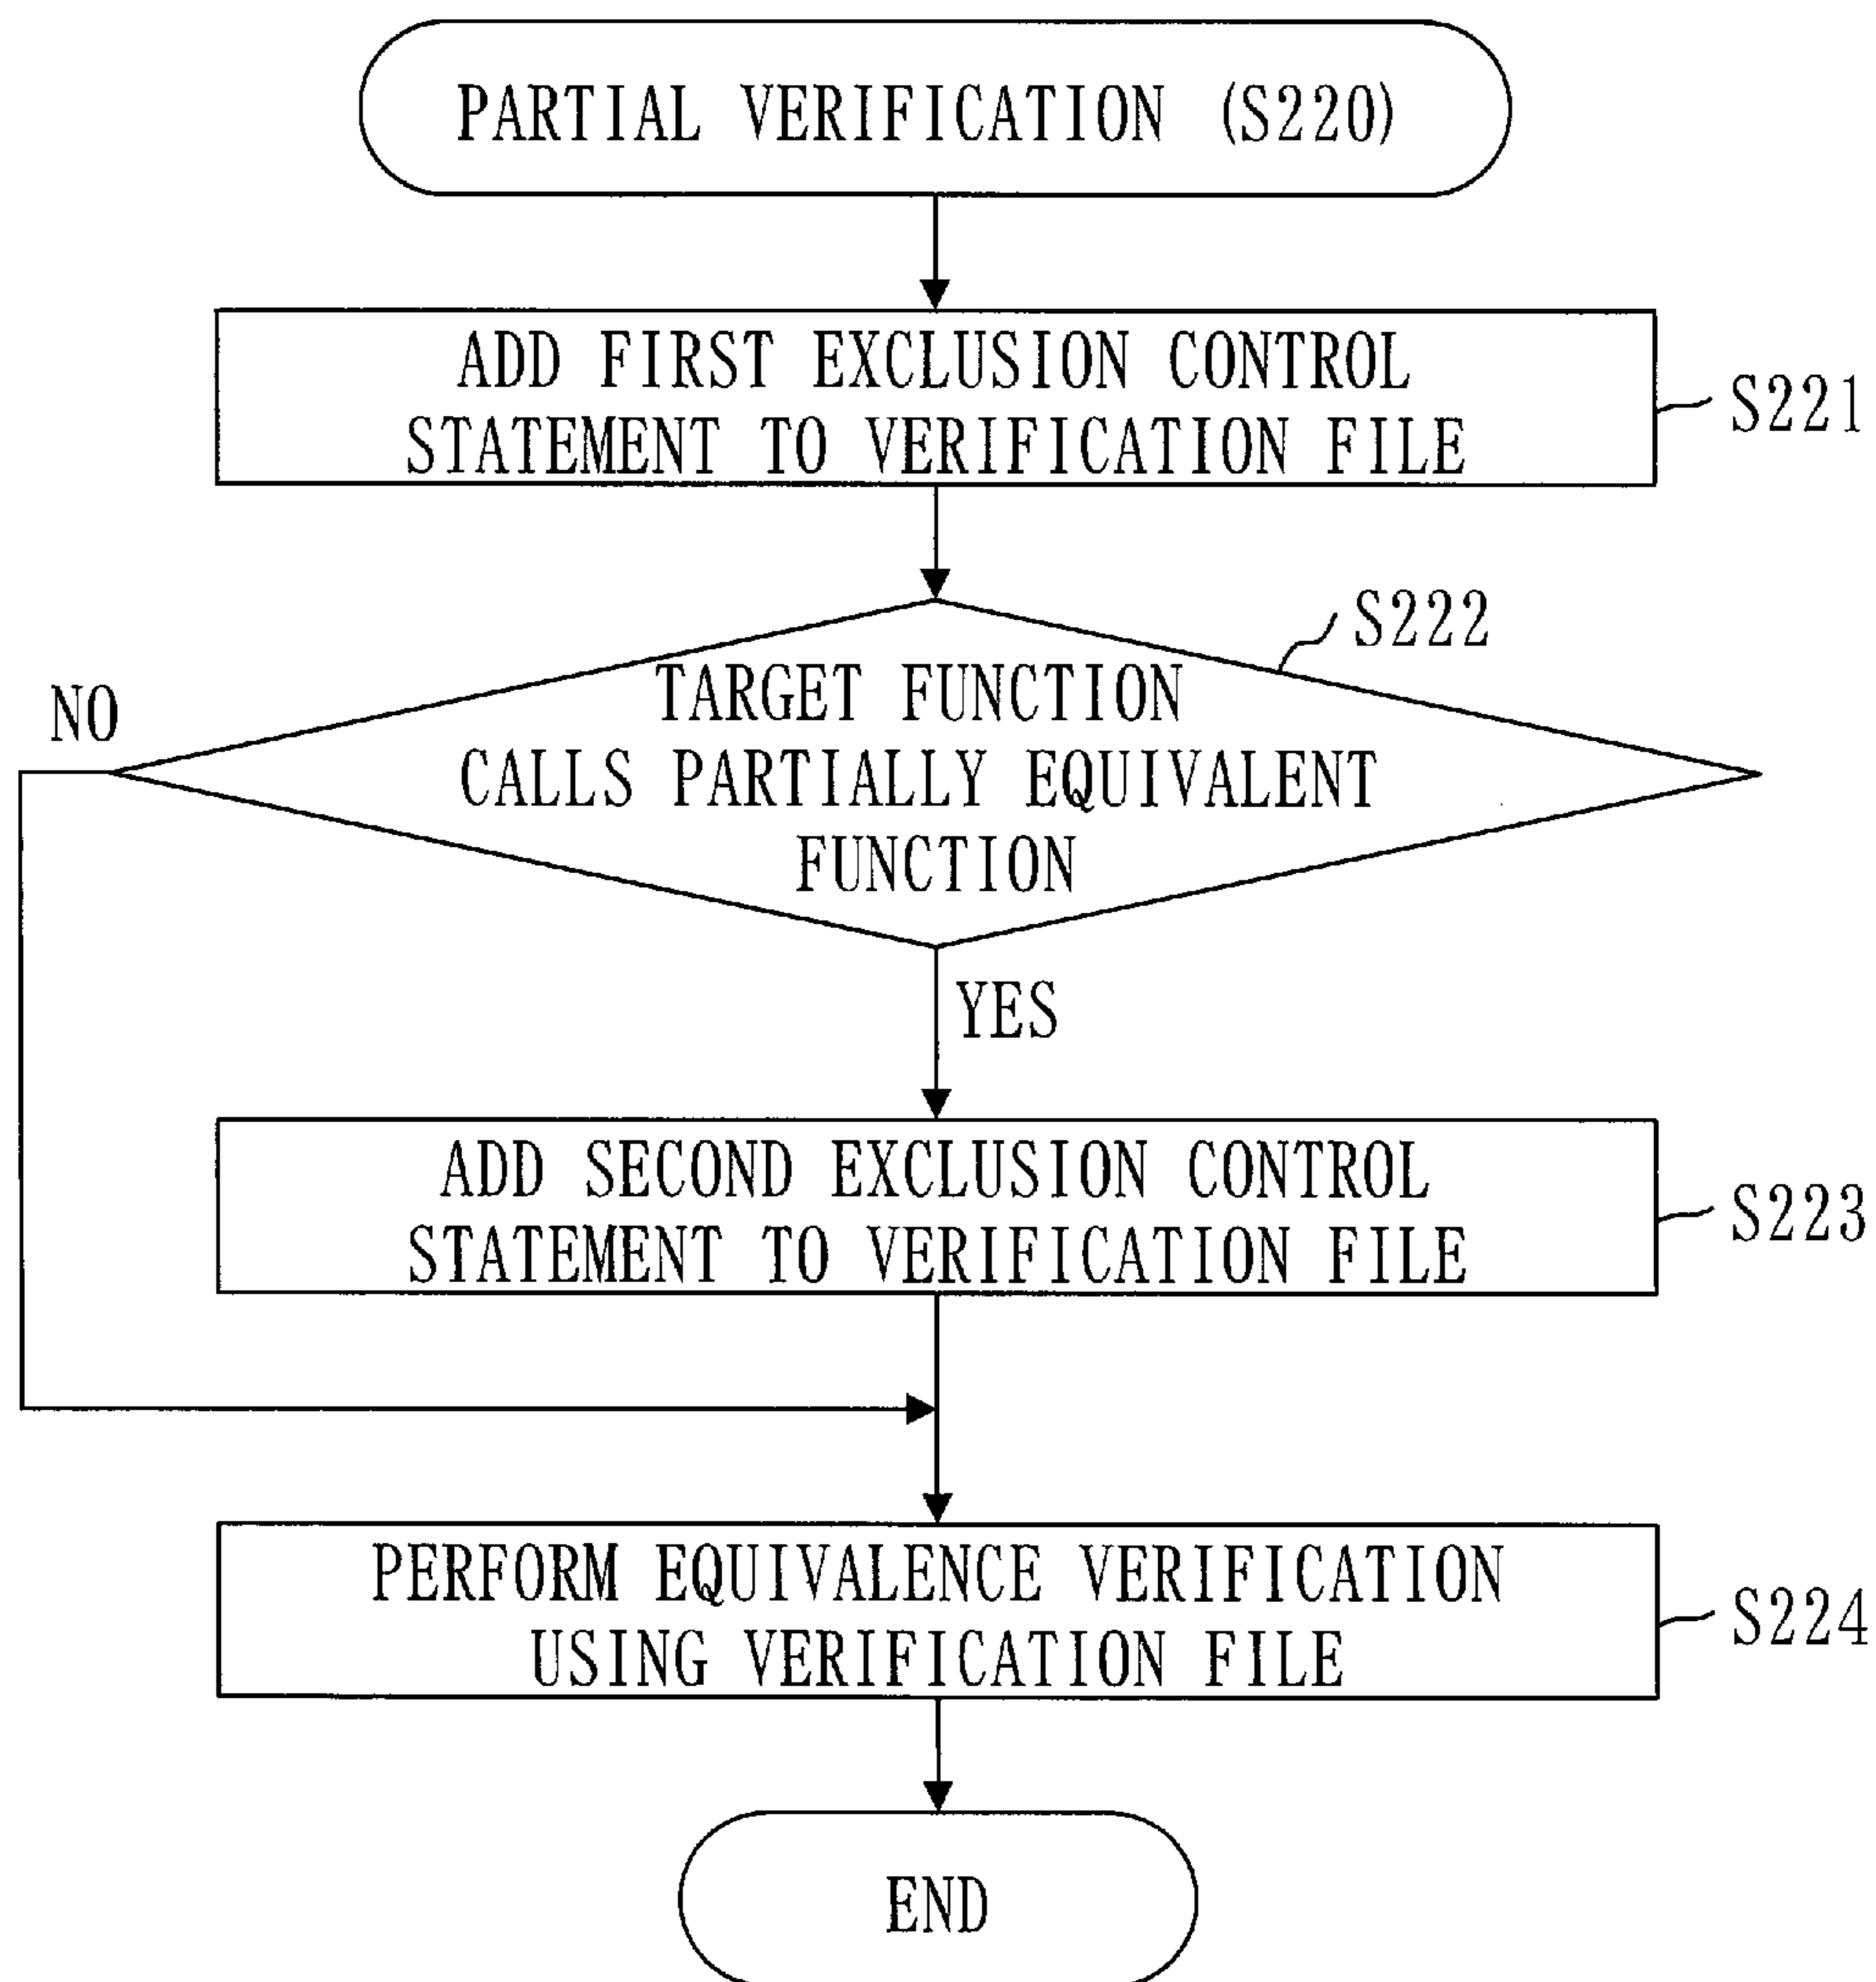 PARTIAL VERIFICATION (S220)
ADD FIRST EXCLUSION CONTROL
STATEMENT TO VERIFICATION FILE
S221
S222
TARGET FUNCTION
CALLS PARTIALLY EQUIVALENT
FUNCTION
NO
YES
ADD SECOND EXCLUSION CONTROL
STATEMENT TO VERIFICATION FILE
S223
PERFORM EQUIVALENCE VERIFICATION
USING VERIFICATION FILE
S224
END